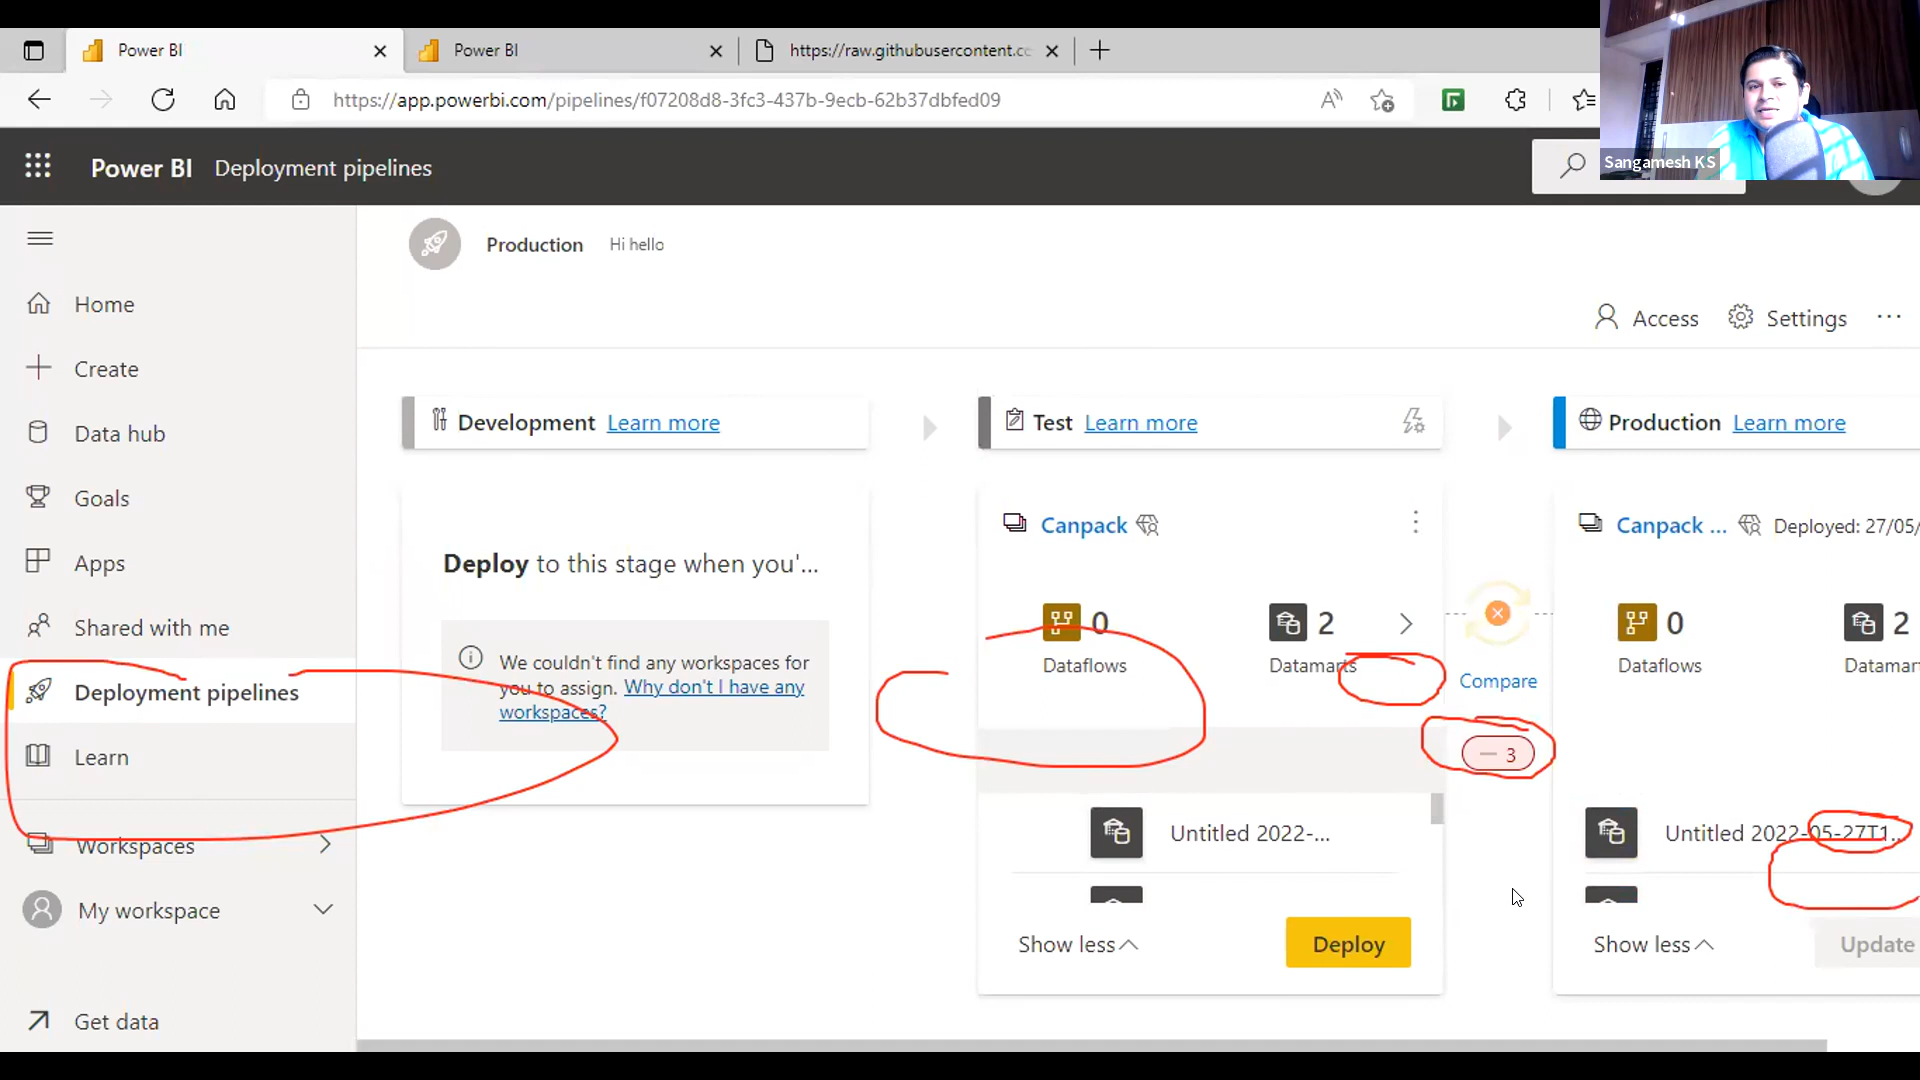 Power BI
Power BI
https://raw.githubusercontent.cc
https://app.powerbi.com/pipelines/f07208d8-3fc3-437b-9ecb-62b37dbfed09
Sangamesh KS
Power BI Deployment pipelines
Production Hi hello
Home
Create
Data hub
Goals
Apps
Shared with me
Deployment pipelines
Learn
Workspaces
My workspace
Get data
Access Settings ...
Development Learn more
Deploy to this stage when you'...
We couldn't find any workspaces for
you to assign. Why don't I have any
workspaces?
Test Learn more
Canpack
0
Dataflows
2
Datamarts
Untitled 2022-...
Show less
Deploy
Compare
3
Production Learn more
Canpack ... Deployed: 27/05/
0
Dataflows
2
Datamart
Untitled 2022-05-27T1...
Show less
Update